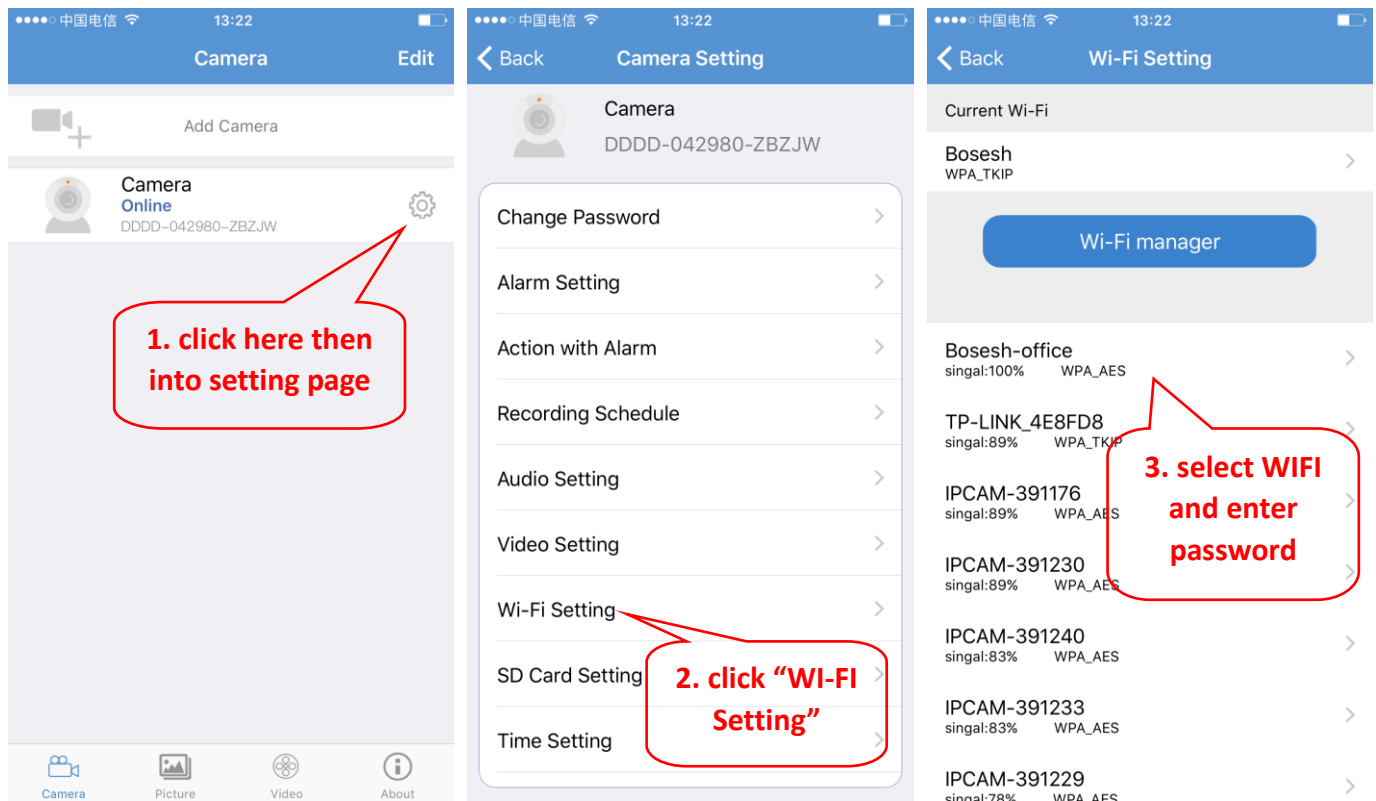 中国电信 13:22
Camera Edit
Add Camera
Camera
Online
DDDD-042980-ZBZJW
1. click here then
into setting page
Camera Picture Video About
中国电信 13:22
Back Camera Setting
Camera
DDDD-042980-ZBZJW
Change Password
Alarm Setting
Action with Alarm
Recording Schedule
Audio Setting
Video Setting
Wi-Fi Setting
SD Card Setting
2. click “WI-FI
Setting”
Time Setting
中国电信 13:22
Back Wi-Fi Setting
Current Wi-Fi
Bosesh
WPA_TKIP
Wi-Fi manager
Bosesh-office
singal:100% WPA_AES
TP-LINK_4E8FD8
singal:89% WPA_TKIP
3. select WIFI
and enter
password
IPCAM-391176
singal:89% WPA_AES
IPCAM-391230
singal:89% WPA_AES
IPCAM-391240
singal:83% WPA_AES
IPCAM-391233
singal:83% WPA_AES
IPCAM-391229
singal:78% WPA_AES